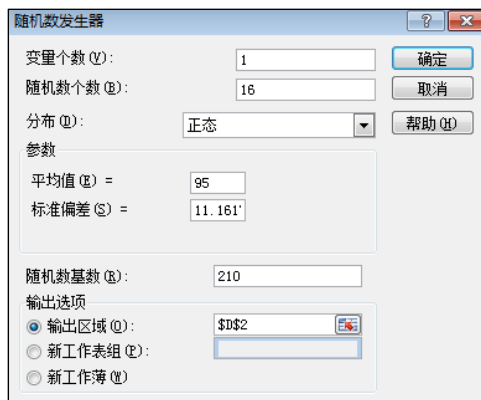 随机数发生器
变量个数(V): 1 确定
随机数个数(B): 16 取消
分布(D): 正态 帮助(H)
参数
平均值(E) = 95
标准偏差(S) = 11.161
随机数基数(R): 210
输出选项
输出区域(O): $D$2
新工作表组(P):
新工作薄(W)